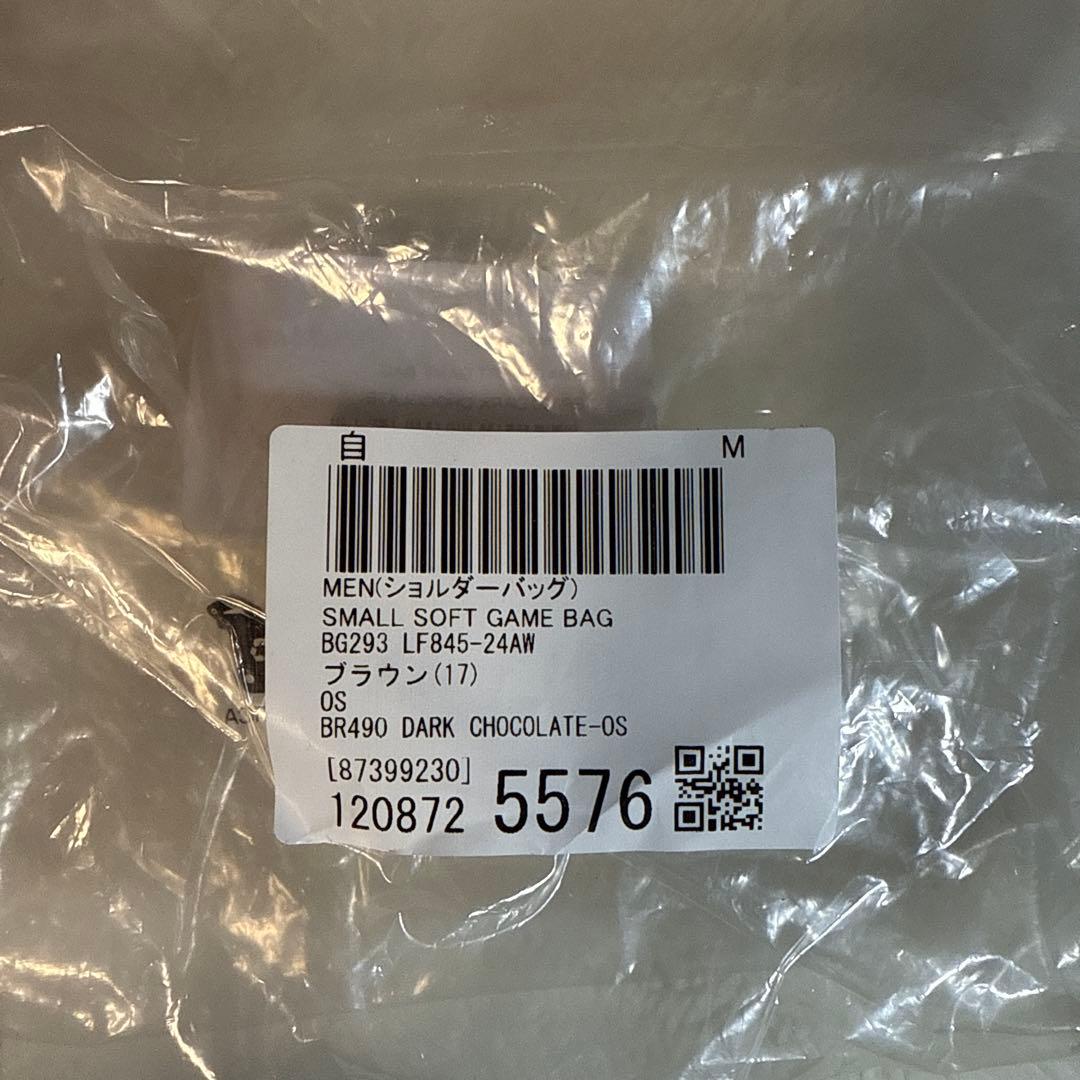 自 M
MEN(ショルダーバッグ)
SMALL SOFT GAME BAG
BG293 LF845-24AW
ブラウン(17)
OS
BR490 DARK CHOCOLATE-OS
[87399230]
120872 5576